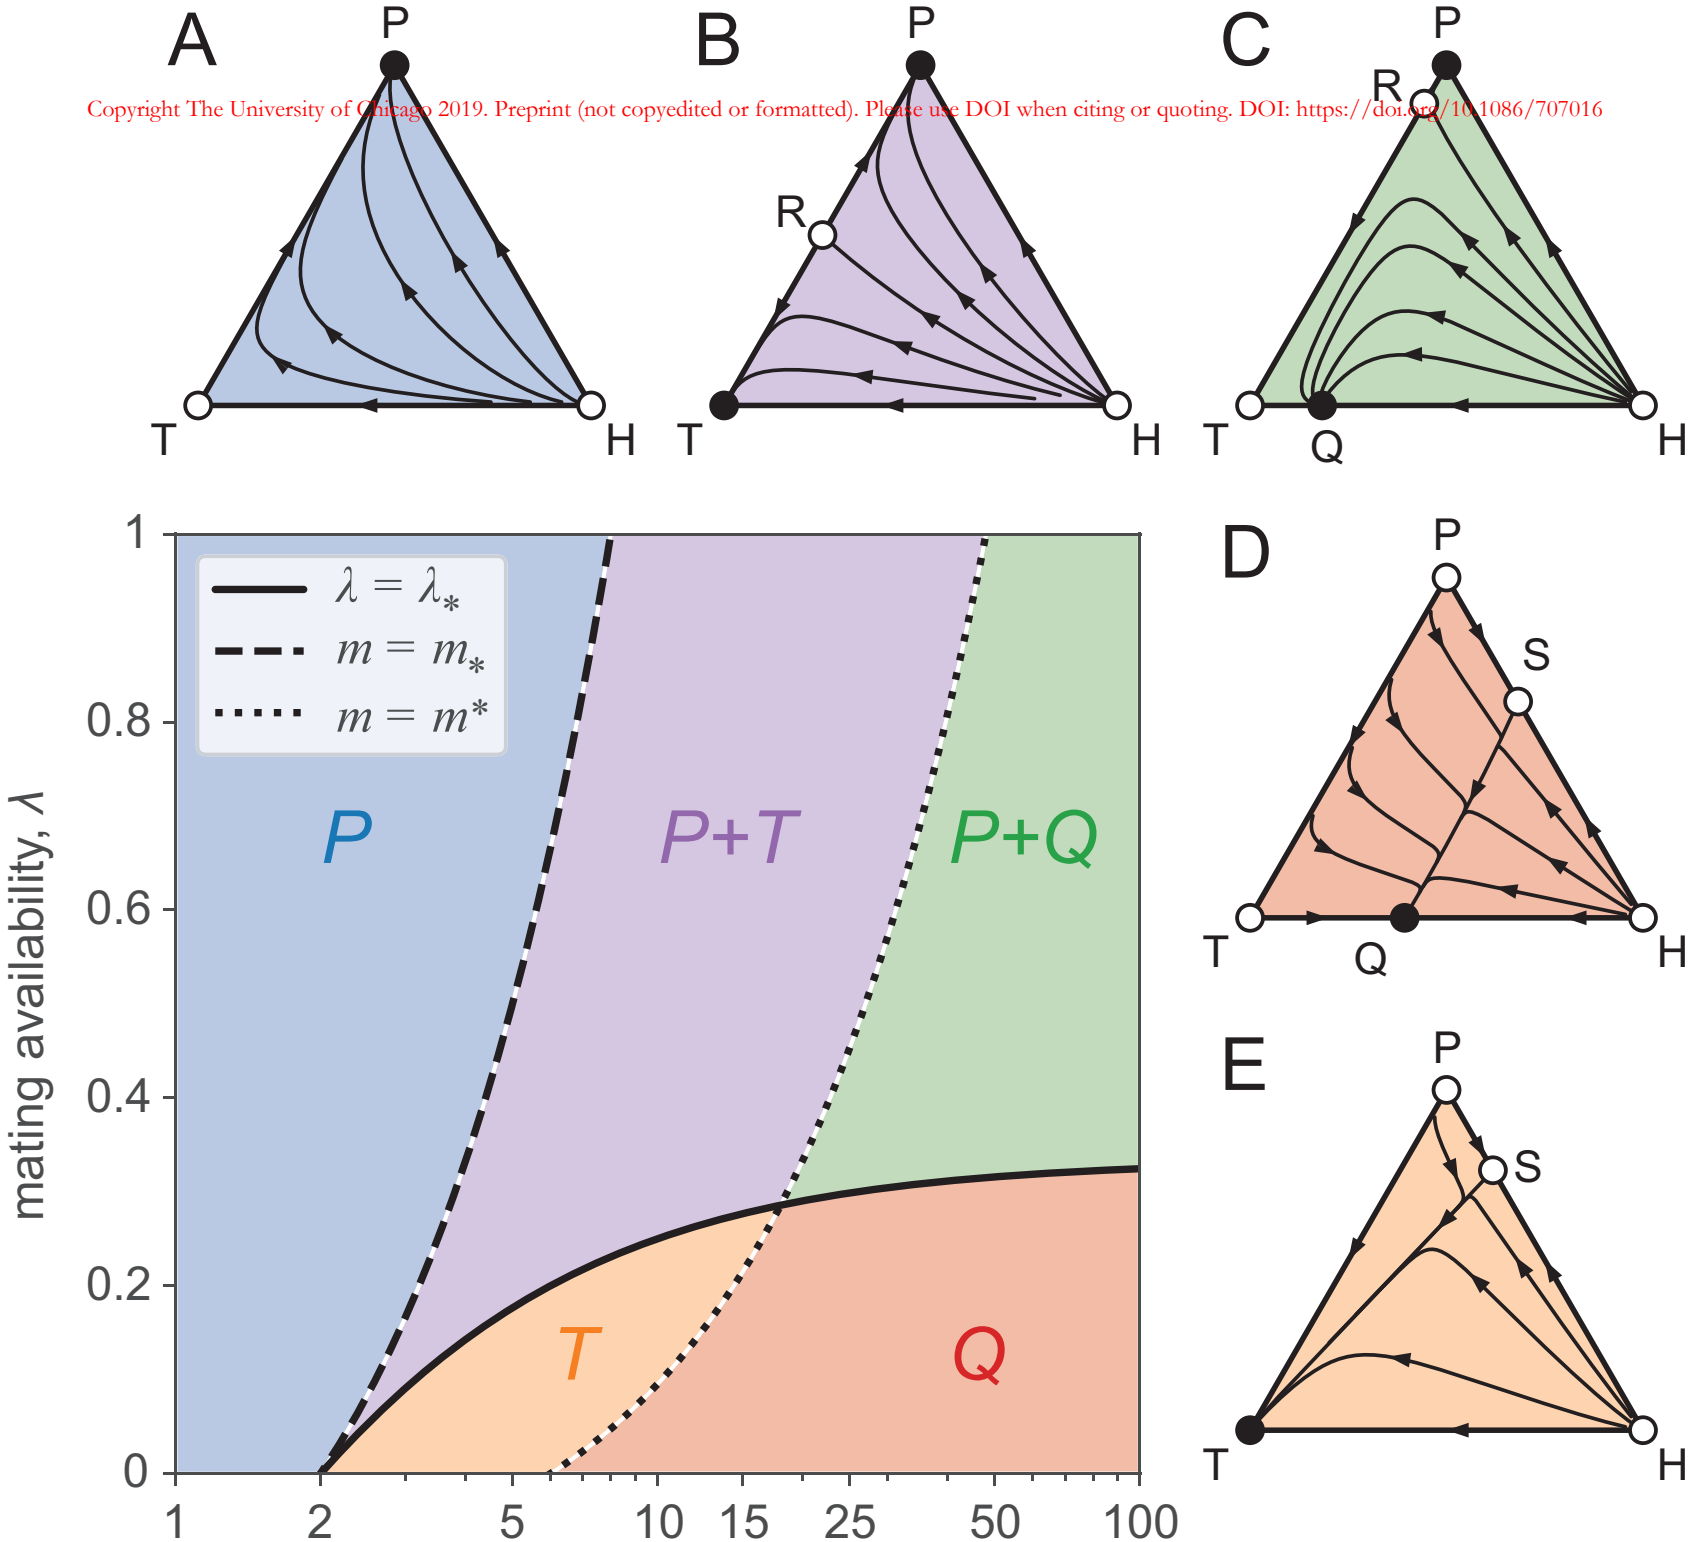 A
P
T
H
B
P
R
T
H
C
P
R
T
Q
H
Copyright The University of Chicago 2019. Preprint (not copyedited or formatted). Please use DOI when citing or quoting. DOI: https://doi.org/10.1086/707016
mating availability, λ
1
0.8
0.6
0.4
0.2
0
λ = λ*
m = m*
m = m*
P
P+T
P+Q
T
Q
1 2 5 10 15 25 50 100
D
P
S
T
Q
H
E
P
S
T
H